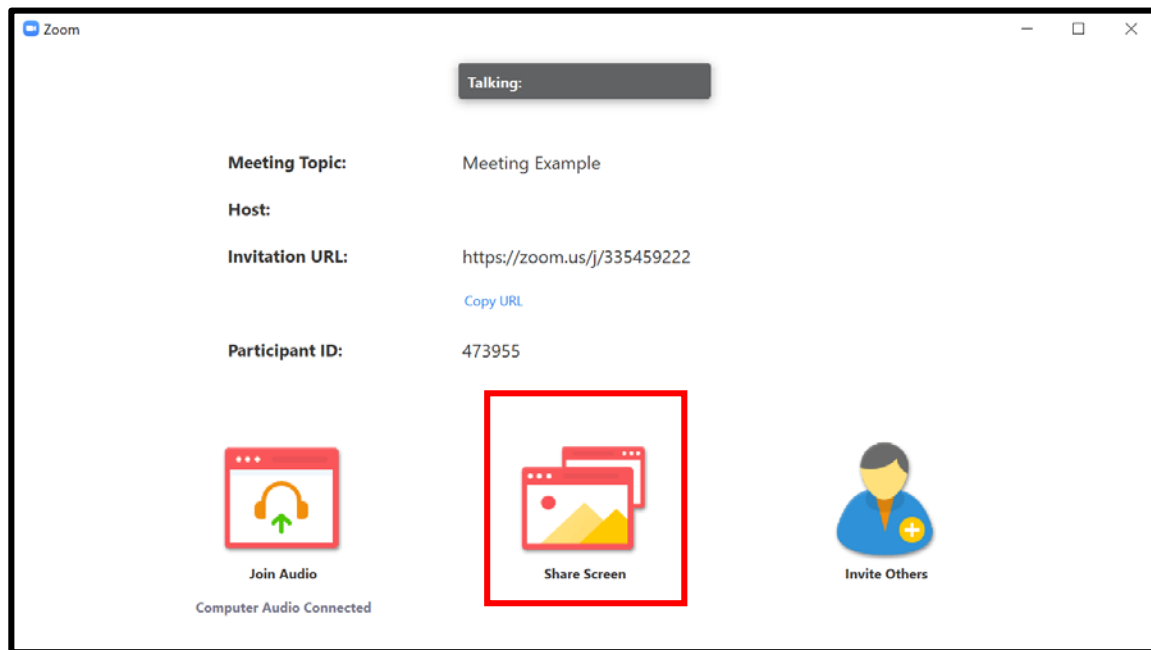 Zoom
Talking:
Meeting Topic: Meeting Example
Host:
Invitation URL: https://zoom.us/j/335459222
Copy URL
Participant ID: 473955
Join Audio Share Screen Invite Others
Computer Audio Connected